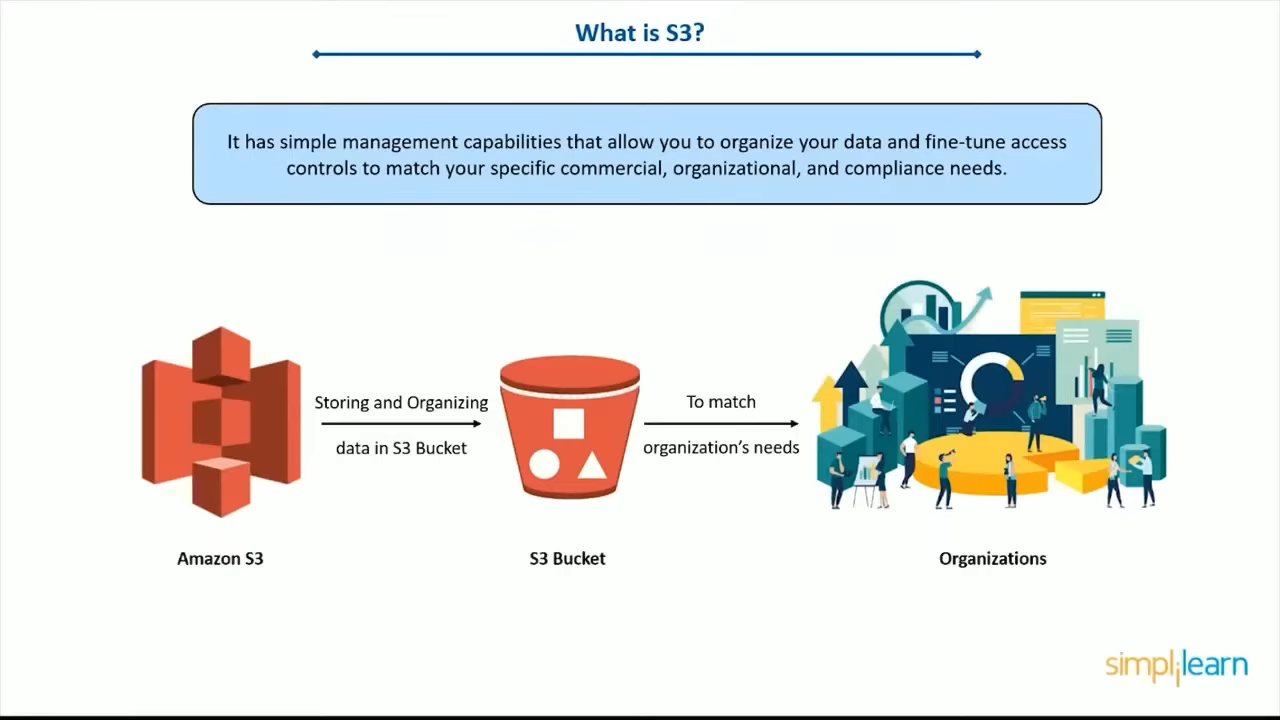 What is S3?
It has simple management capabilities that allow you to organize your data and fine-tune access
controls to match your specific commercial, organizational, and compliance needs.
Storing and Organizing
data in S3 Bucket
To match
organization's needs
Amazon S3
S3 Bucket
Organizations
simplilearn